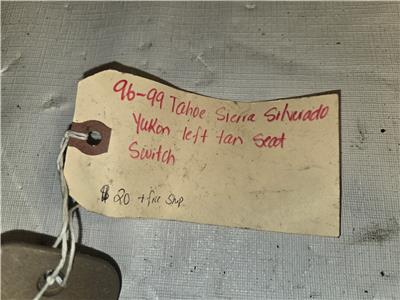 96-99 Tahoe Sierra Silverado
Yukon left tan seat
Switch
$20 + free ship